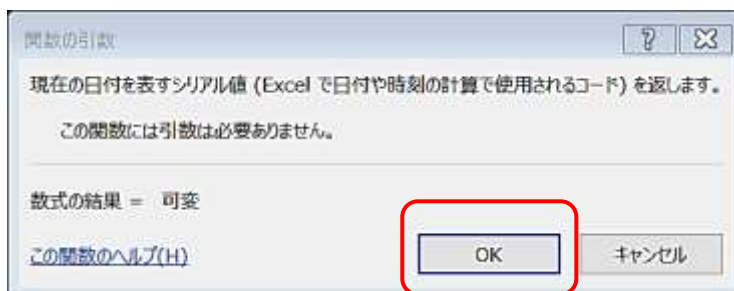 関数の引数
現在の日付を表すシリアル値 (Excel で日付や時刻の計算で使用されるコード) を返します。
この関数には引数は必要ありません。
数式の結果 = 可変
この関数のヘルプ(H)
OK
キャンセル